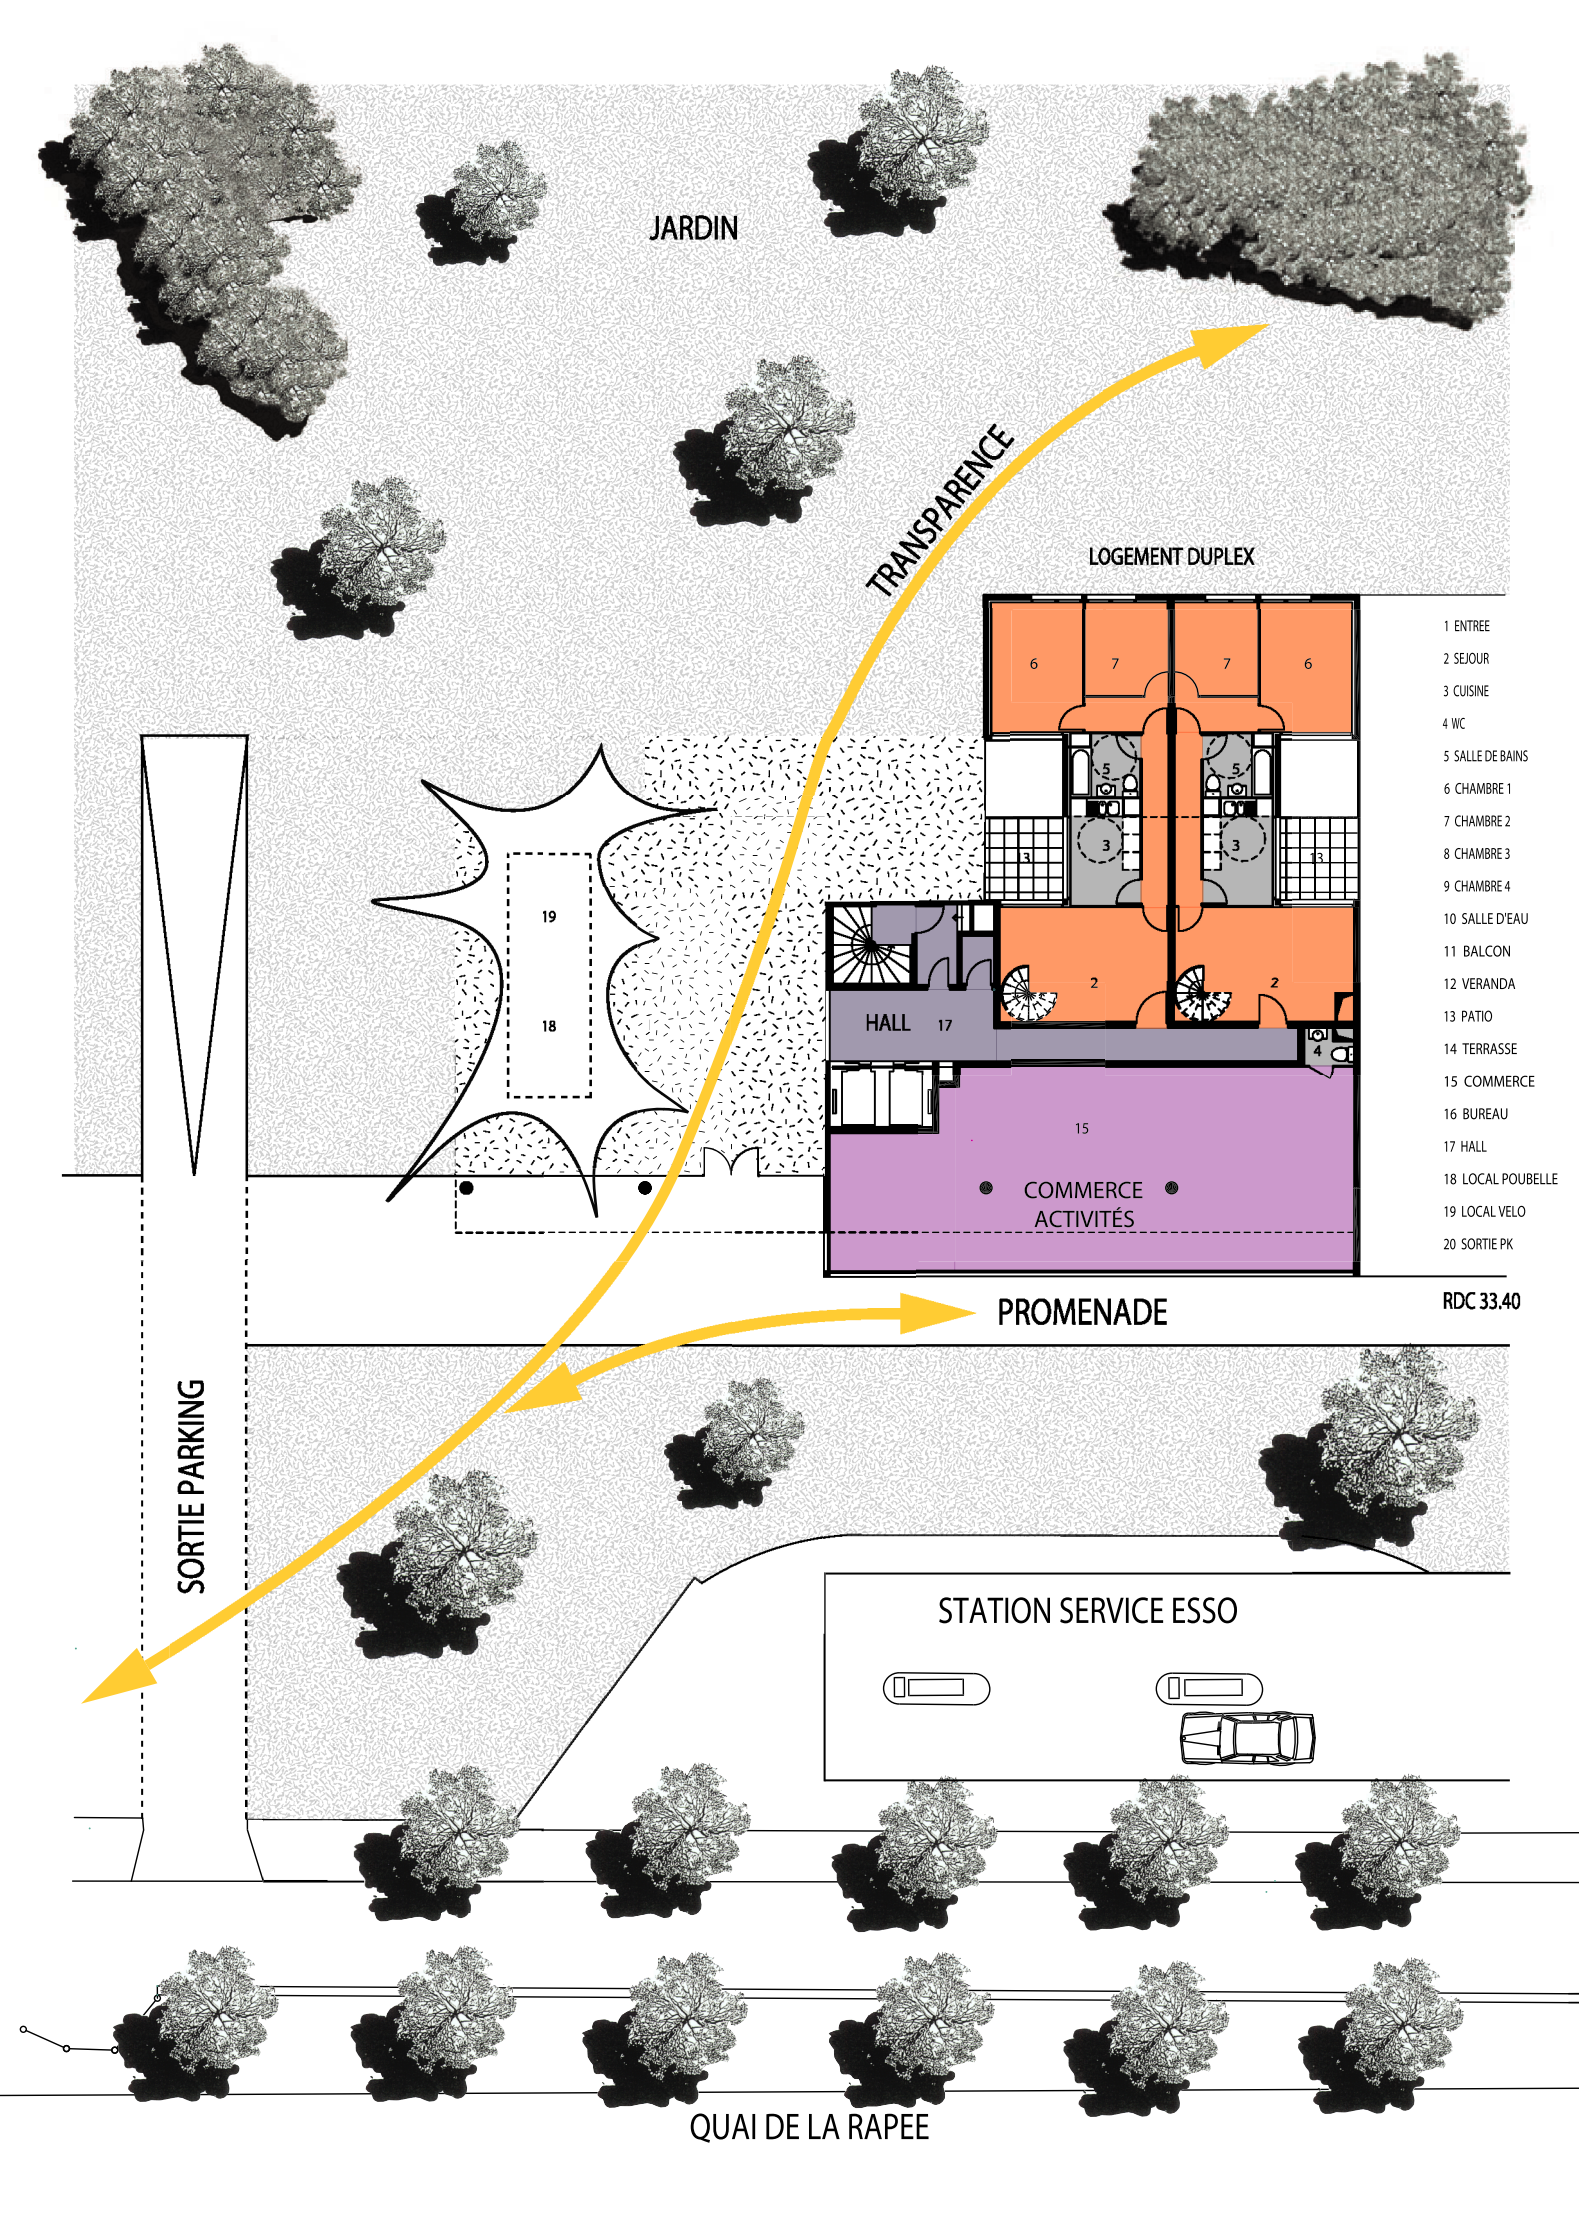 JARDIN
TRANSPARENCE
LOGEMENT DUPLEX
6
7
7
6
5
5
3
3
13
13
2
2
HALL 17
4
15
COMMERCE
ACTIVITÉS
19
18
1 ENTREE
2 SEJOUR
3 CUISINE
4 WC
5 SALLE DE BAINS
6 CHAMBRE 1
7 CHAMBRE 2
8 CHAMBRE 3
9 CHAMBRE 4
10 SALLE D'EAU
11 BALCON
12 VERANDA
13 PATIO
14 TERRASSE
15 COMMERCE
16 BUREAU
17 HALL
18 LOCAL POUBELLE
19 LOCAL VELO
20 SORTIE PK
RDC 33.40
PROMENADE
SORTIE PARKING
STATION SERVICE ESSO
QUAI DE LA RAPEE